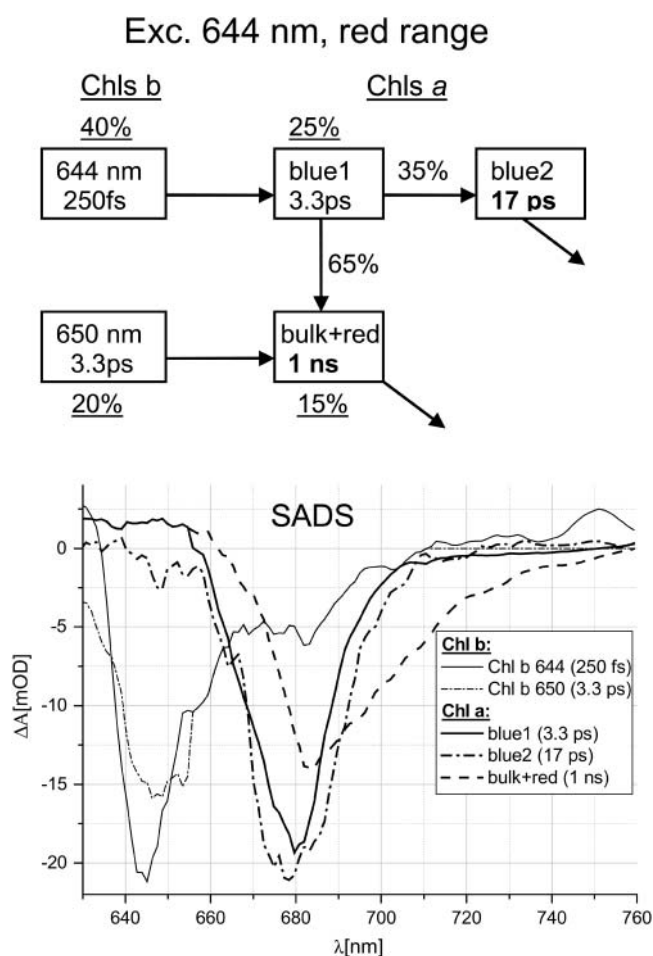 Exc. 644 nm, red range
Chls b
Chls a
40%
25%
644 nm
250fs
blue1
3.3ps
35%
blue2
17 ps
65%
650 nm
3.3ps
bulk+red
1 ns
20%
15%
SADS
0
-5
-10
-15
-20
ΔA[mOD]
Chl b:
Chl b 644 (250 fs)
Chl b 650 (3.3 ps)
Chl a:
blue1 (3.3 ps)
blue2 (17 ps)
bulk+red (1 ns)
640 660 680 700 720 740 760
λ[nm]